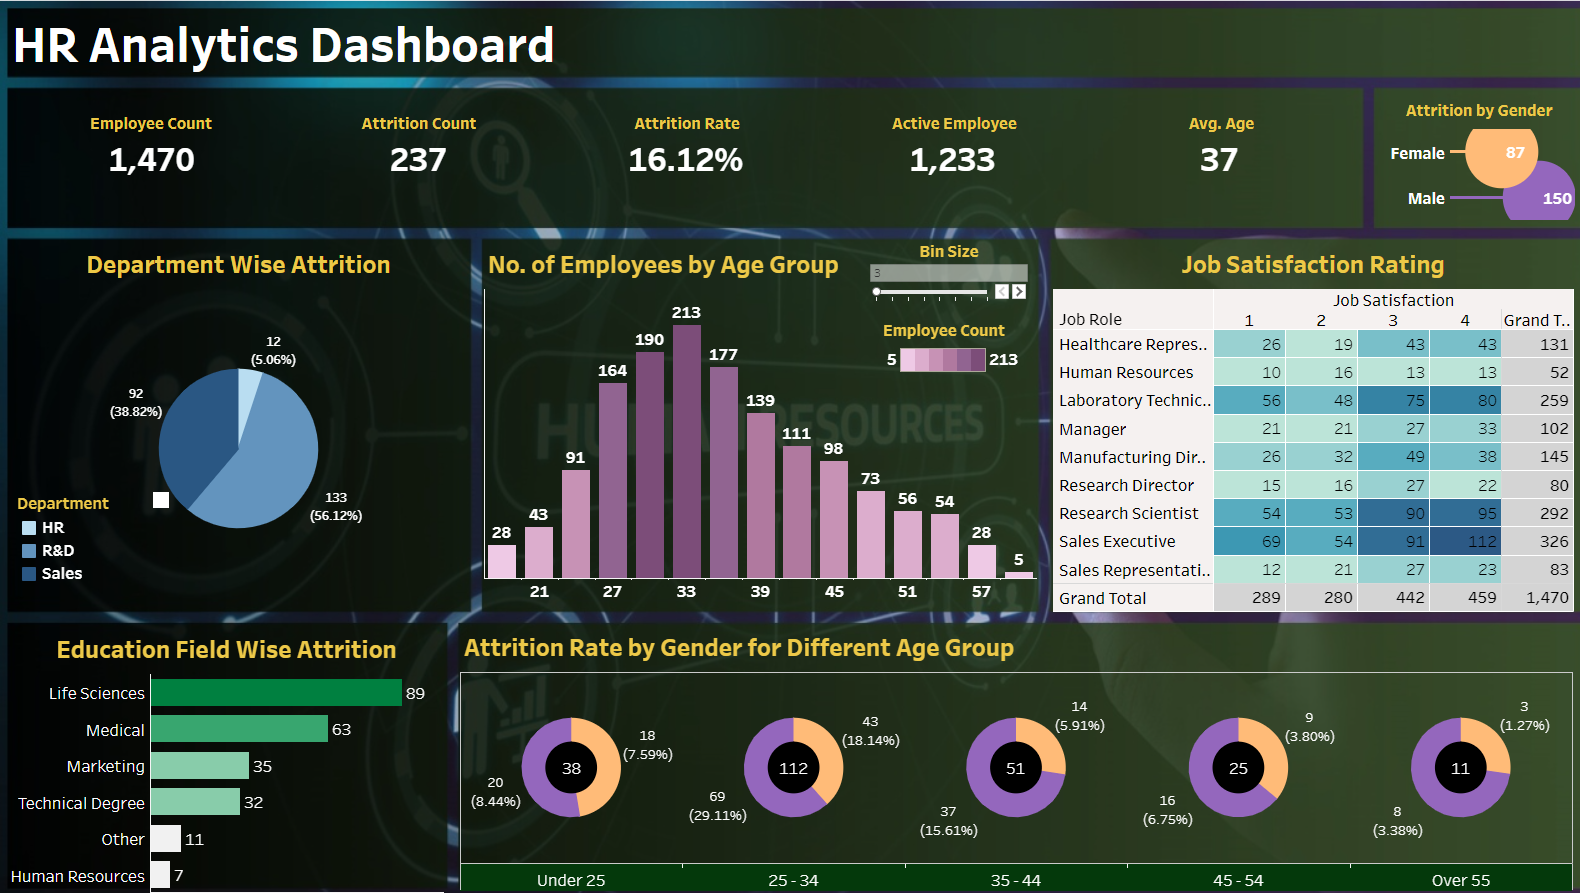 HR Analytics Dashboard
Employee Count
1,470
Attrition Count
237
Attrition Rate
16.12%
Active Employee
1,233
Avg. Age
37
Attrition by Gender
Female
87
Male
150
Department Wise Attrition
12
(5.06%)
92
(38.82%)
133
(56.12%)
Department
HR
R&D
Sales
No. of Employees by Age Group
Bin Size
3
Employee Count
5
213
28 43 91 164 190 213 177 139 111 98 73 56 54 28 5
21 27 33 39 45 51 57
HUMAN RESOURCES
Job Satisfaction Rating
Job Satisfaction
Job Role 1 2 3 4 Grand T..
Healthcare Repres.. 26 19 43 43 131
Human Resources 10 16 13 13 52
Laboratory Technic.. 56 48 75 80 259
Manager 21 21 27 33 102
Manufacturing Dir.. 26 32 49 38 145
Research Director 15 16 27 22 80
Research Scientist 54 53 90 95 292
Sales Executive 69 54 91 112 326
Sales Representati.. 12 21 27 23 83
Grand Total 289 280 442 459 1,470
Education Field Wise Attrition
Life Sciences 89
Medical 63
Marketing 35
Technical Degree 32
Other 11
Human Resources 7
Attrition Rate by Gender for Different Age Group
18
(7.59%)
38
20
(8.44%)
43
(18.14%)
112
69
(29.11%)
14
(5.91%)
51
37
(15.61%)
9
(3.80%)
25
16
(6.75%)
3
(1.27%)
11
8
(3.38%)
Under 25 25 - 34 35 - 44 45 - 54 Over 55